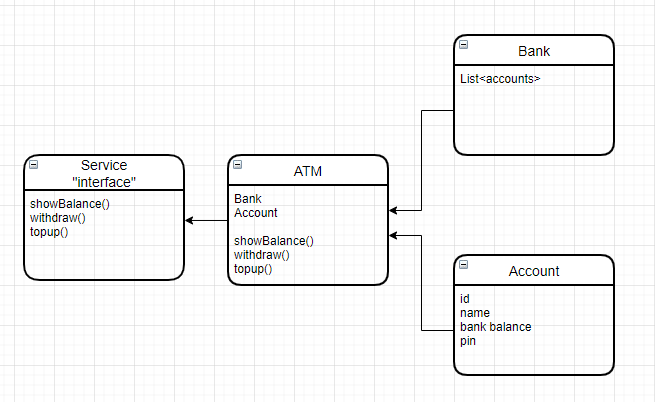 Service
"interface"
showBalance()
withdraw()
topup()
ATM
Bank
Account
showBalance()
withdraw()
topup()
Bank
List<accounts>
Account
id
name
bank balance
pin